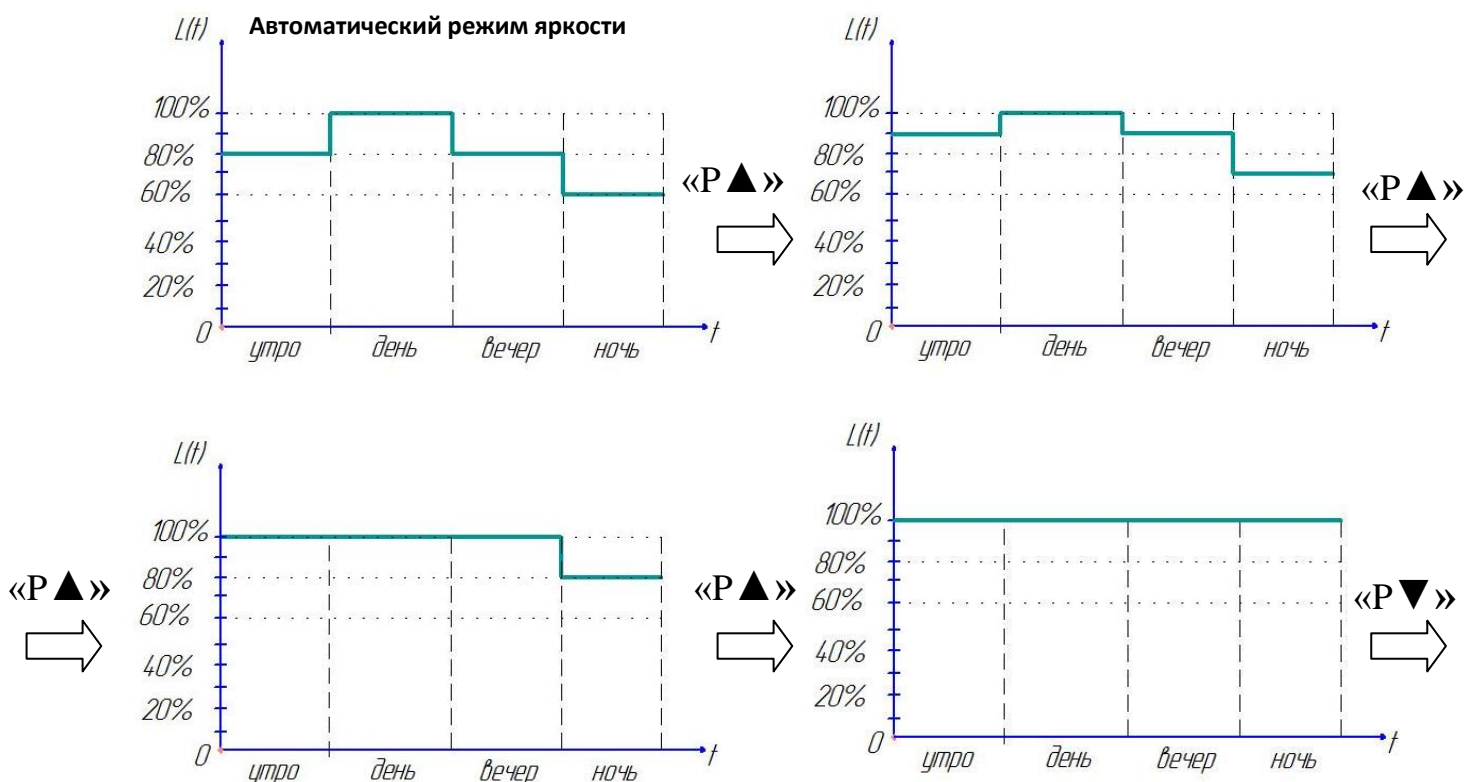 Автоматический режим яркости
L(t)
100%
80%
60%
40%
20%
0
утро день вечер ночь
t
«Р▲»
L(t)
100%
80%
60%
40%
20%
0
утро день вечер ночь
t
«Р▲»
«Р▲»
L(t)
100%
80%
60%
40%
20%
0
утро день вечер ночь
t
«Р▲»
L(t)
100%
80%
60%
40%
20%
0
утро день вечер ночь
t
«Р▼»